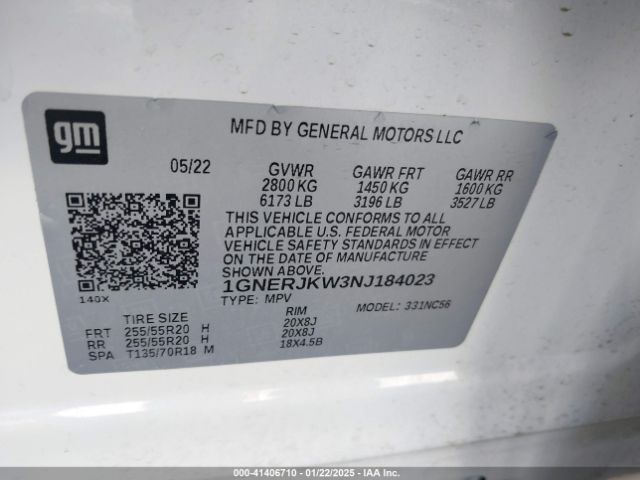 gm
MFD BY GENERAL MOTORS LLC
05/22 GVWR GAWR FRT GAWR RR
2800 KG 1450 KG 1600 KG
6173 LB 3196 LB 3527 LB
THIS VEHICLE CONFORMS TO ALL
APPLICABLE U.S. FEDERAL MOTOR
VEHICLE SAFETY STANDARDS IN EFFECT
ON THE DATE OF MANUFACTURE
SHOWN ABOVE.
1GNERJKW3NJ184023
140X
TYPE: MPV MODEL: 331NC56
TIRE SIZE RIM
FRT 255/55R20 H 20X8J
RR 255/55R20 H 20X8J
SPA T135/70R18 M 18X4.5B
000-41406710 - 01/22/2025 - IAA Inc.